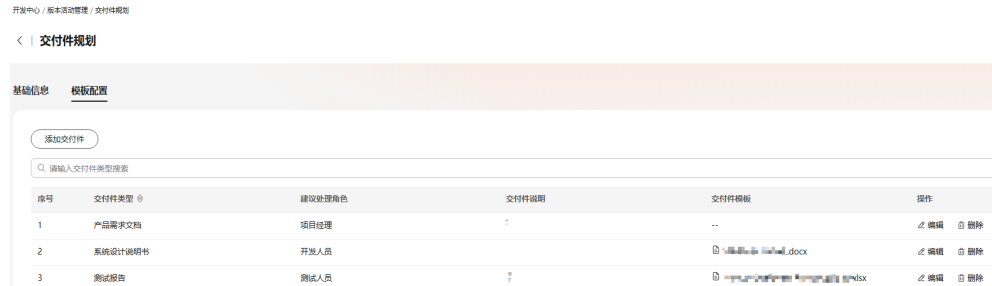 开发中心 / 版本活动管理 / 交付件规划
交付件规划
基础信息 模板配置
添加交付件
请输入交付件类型搜索
序号 交付件类型 建议处理角色 交付件说明 交付件模板 操作
1 产品需求文档 项目经理 -- 编辑 删除
2 系统设计说明书 开发人员 .docx 编辑 删除
3 测试报告 测试人员 xlsx 编辑 删除